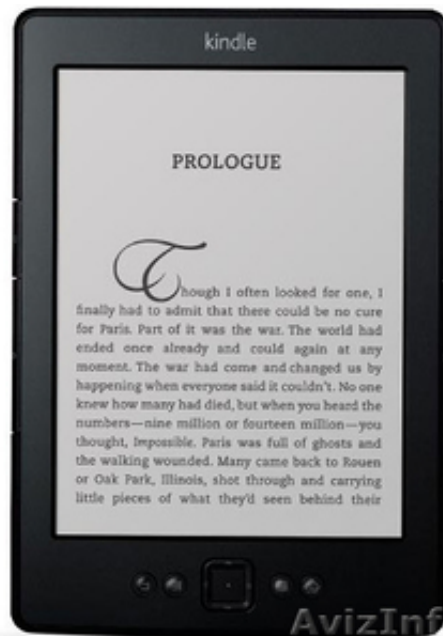 kindle
PROLOGUE
Though I often looked for one, I
finally had to admit that there could be no cure
for Paris. Part of it was the war. The world had
ended once already and could again at any
moment. The war had come and changed us by
happening when everyone said it couldn't. No one
knew how many had died, but when you heard the
numbers—nine million or fourteen million—you
thought, Impossible. Paris was full of ghosts and
the walking wounded. Many came back to Rouen
or Oak Park, Illinois, shot through and carrying
little pieces of what they'd seen behind their
AvizInf